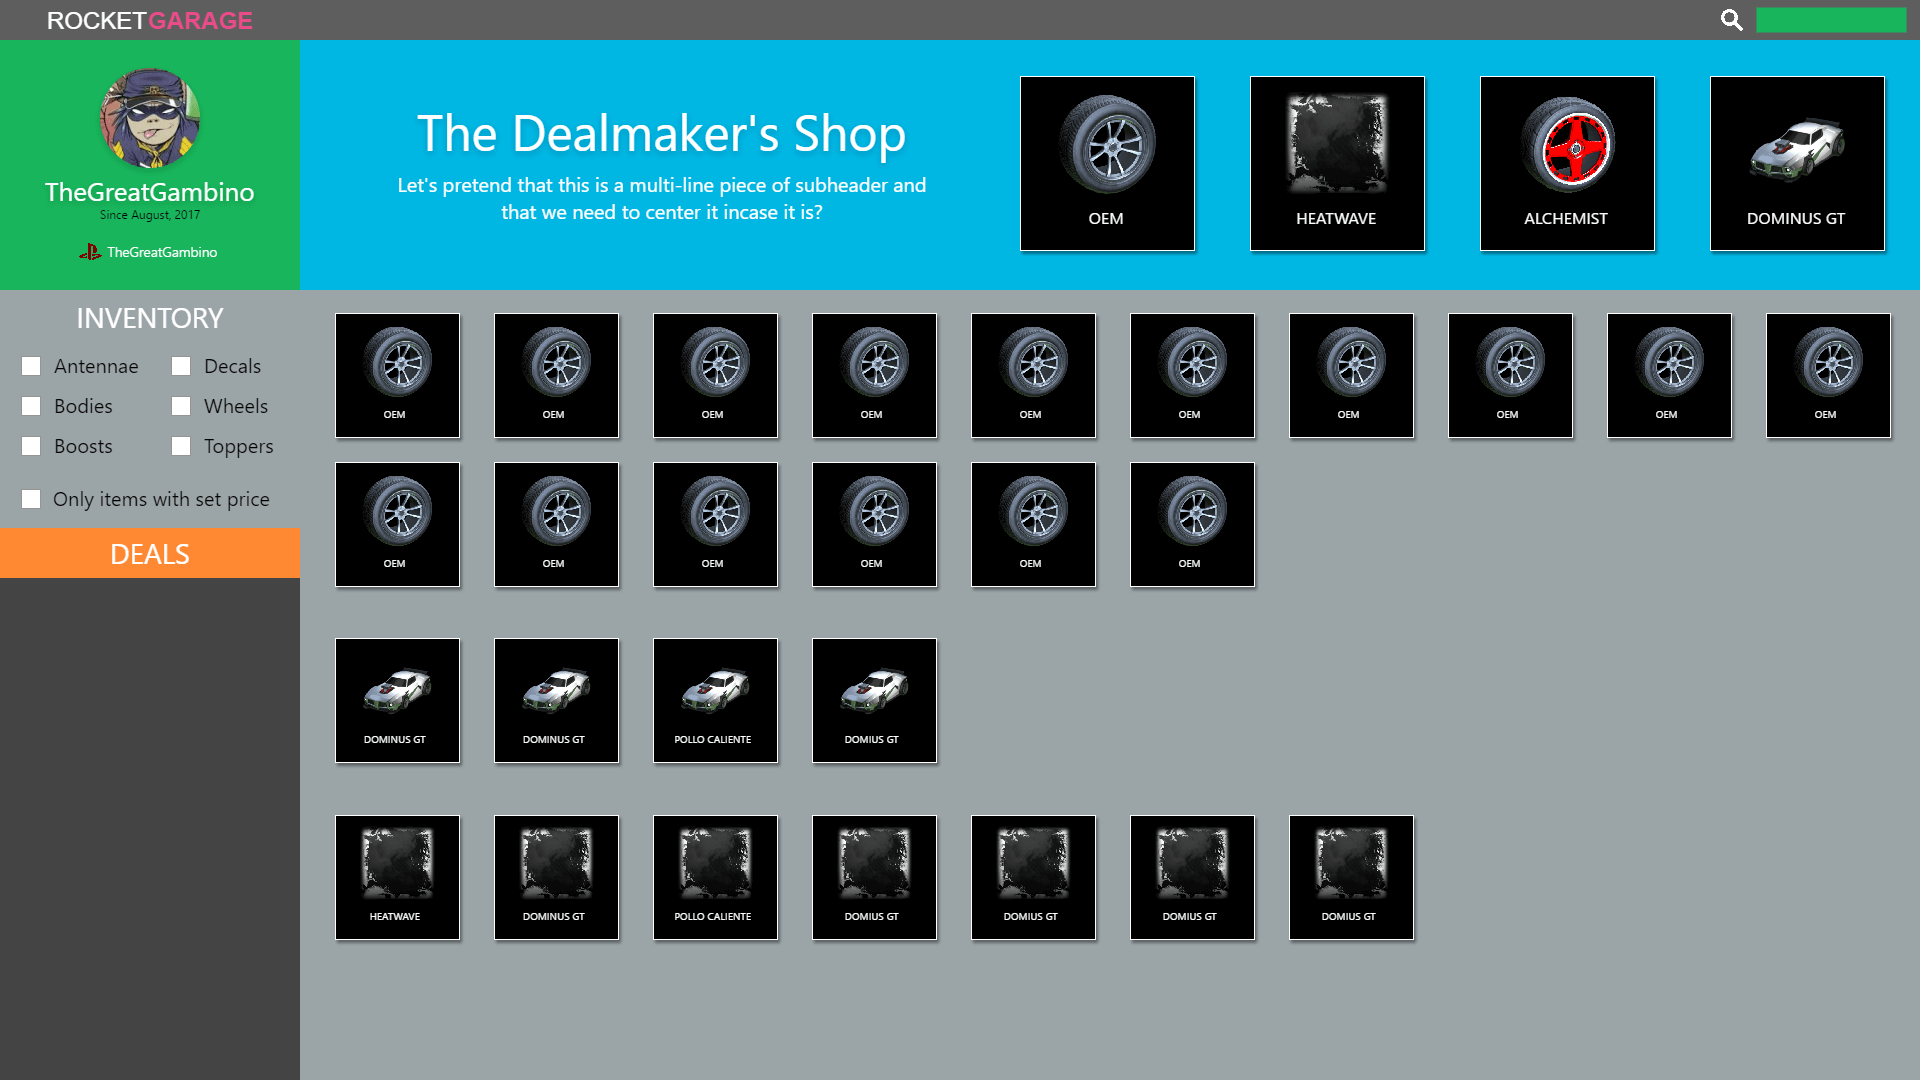 ROCKETGARAGE
TheGreatGambino
Since August, 2017
TheGreatGambino
The Dealmaker's Shop
Let's pretend that this is a multi-line piece of subheader and
that we need to center it incase it is?
OEM HEATWAVE ALCHEMIST DOMINUS GT
INVENTORY
Antennae Decals
Bodies Wheels
Boosts Toppers
Only items with set price
DEALS
OEM OEM OEM OEM OEM OEM OEM OEM OEM OEM
OEM OEM OEM OEM OEM OEM
DOMINUS GT DOMINUS GT POLLO CALIENTE DOMIUS GT
HEATWAVE DOMINUS GT POLLO CALIENTE DOMIUS GT DOMIUS GT DOMIUS GT DOMIUS GT